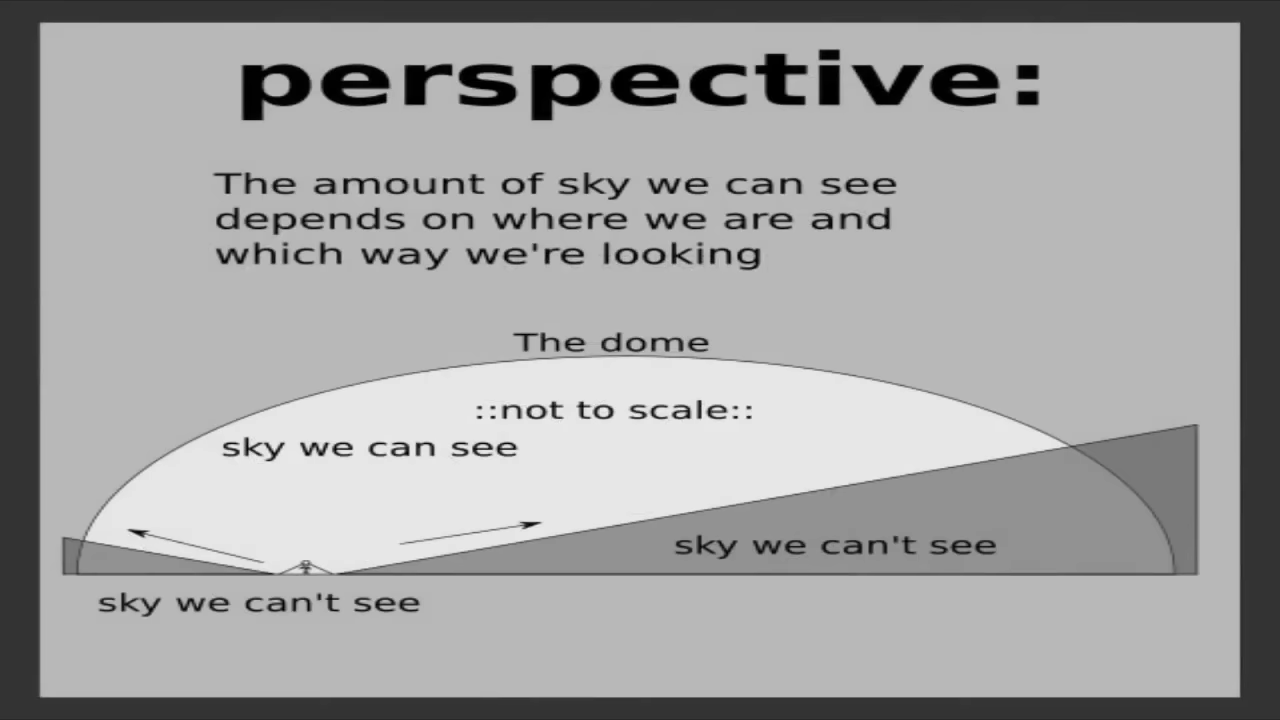 perspective:
The amount of sky we can see
depends on where we are and
which way we're looking
The dome
::not to scale::
sky we can see
sky we can't see
sky we can't see